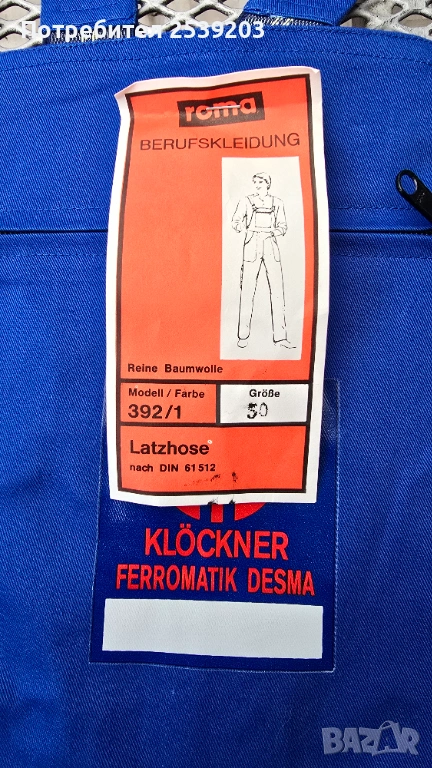 Потребител 2539203
roma
BERUFSKLEIDUNG
Reine Baumwolle
Modell / Farbe
392/1
Größe
50
Latzhose
nach DIN 61512
KLÖCKNER
FERROMATIK DESMA
BAZAR